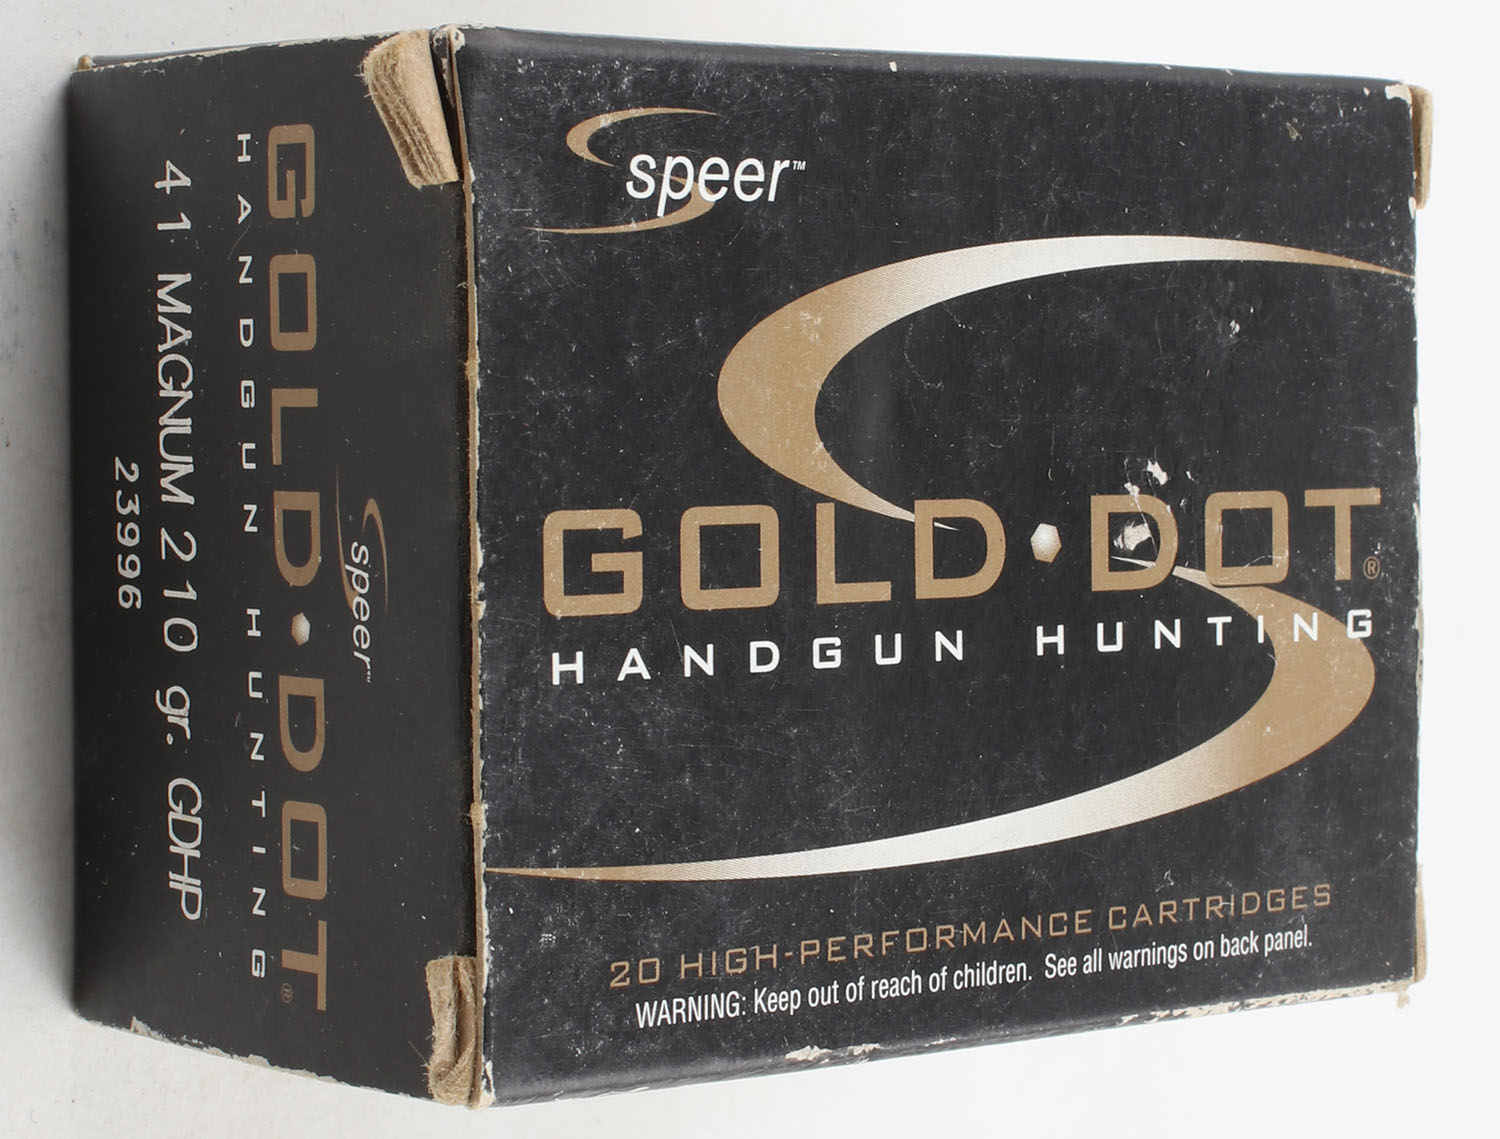 speer™
GOLD DOT®
HANDGUN HUNTING
20 HIGH-PERFORMANCE CARTRIDGES
WARNING: Keep out of reach of children. See all warnings on back panel.
speer™
GOLD DOT®
HANDGUN HUNTING
41 MAGNUM 210 gr. GDHP
23996